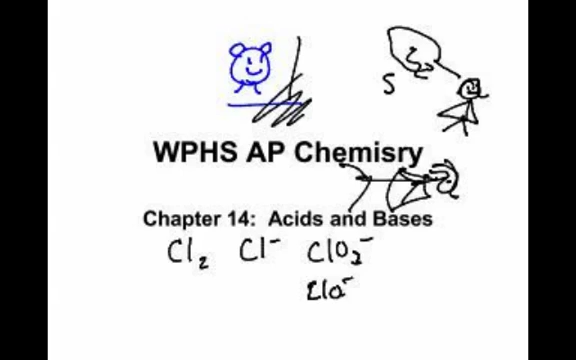 S
WPHS AP Chemisry
Chapter 14:  Acids and Bases
Cl₂ Cl⁻ ClO₂⁻
ClO⁻